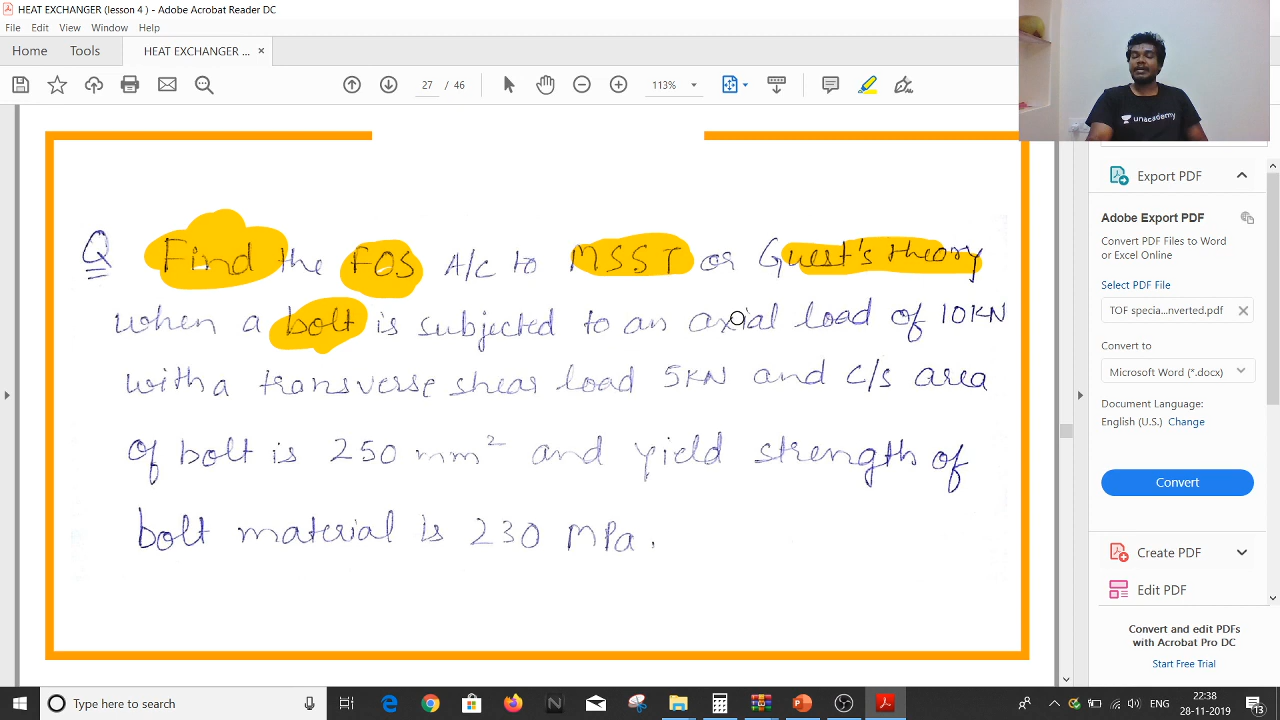 HEAT EXCHANGER (lesson 4 ) - Adobe Acrobat Reader DC
File Edit View Window Help
Home Tools HEAT EXCHANGER ... ×
27 / 46 113%
unacademy
Export PDF
Adobe Export PDF
Convert PDF Files to Word
or Excel Online
Select PDF File
TOF specia...nverted.pdf
Convert to
Microsoft Word (*.docx)
Document Language:
English (U.S.) Change
Convert
Create PDF
Edit PDF
Convert and edit PDFs
with Acrobat Pro DC
Start Free Trial
Q Find the FOS A/c to MSST or Guest's theory
when a bolt is subjected to an axial load of 10KN
with a transverse shear load 5KN and C/s area
of bolt is 250 mm² and yield strength of
bolt material is 230 MPa.
Type here to search
ENG
22:38
28-11-2019